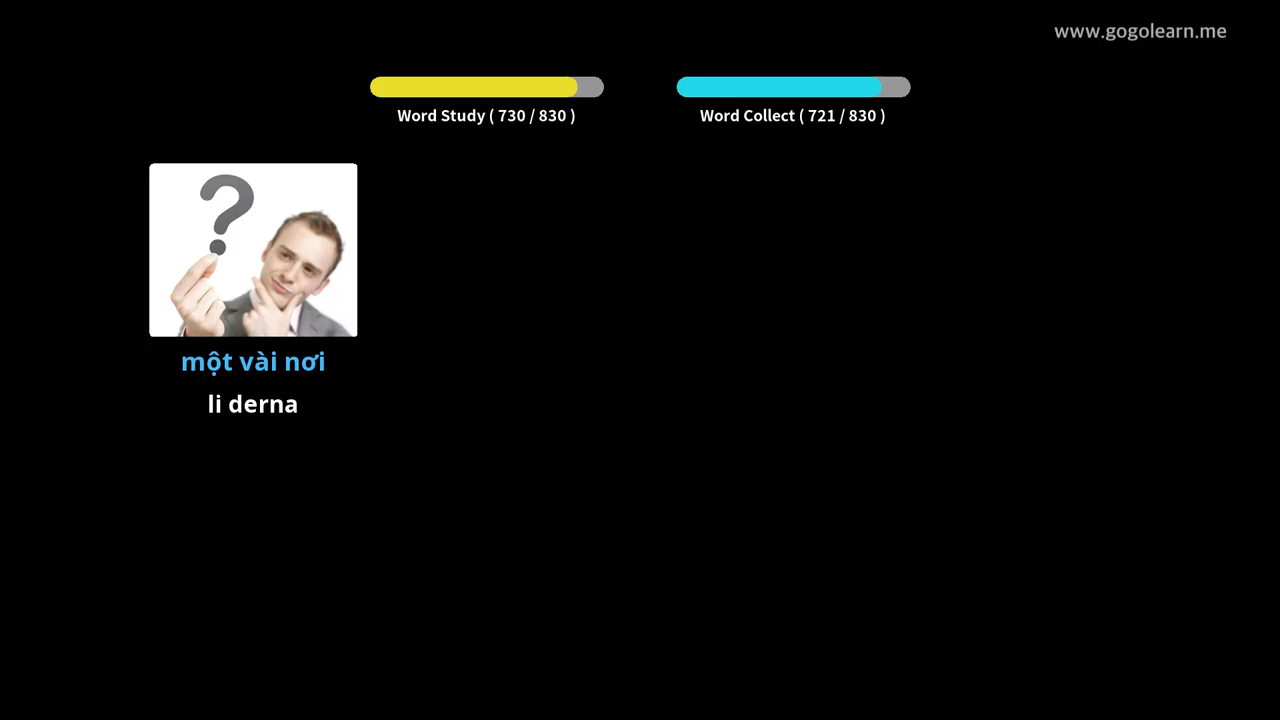 www.gogolearn.me
Word Study ( 730 / 830 )
Word Collect ( 721 / 830 )
?
một vài nơi
li derna